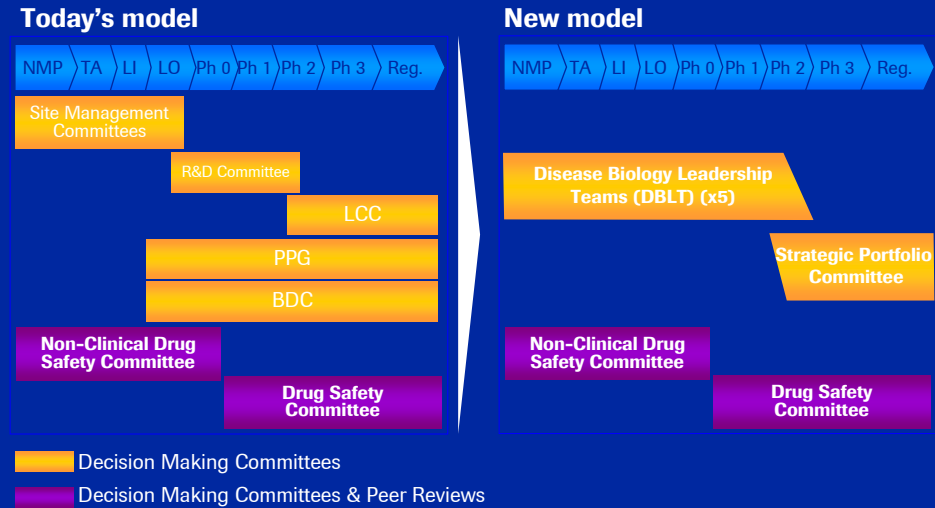 Today's model
NMP TA LI LO Ph 0 Ph 1 Ph 2 Ph 3 Reg.
Site Management
Committees
R&D Committee
LCC
PPG
BDC
Non-Clinical Drug
Safety Committee
Drug Safety
Committee
New model
NMP TA LI LO Ph 0 Ph 1 Ph 2 Ph 3 Reg.
Disease Biology Leadership
Teams (DBLT) (x5)
Strategic Portfolio
Committee
Non-Clinical Drug
Safety Committee
Drug Safety
Committee
Decision Making Committees
Decision Making Committees & Peer Reviews